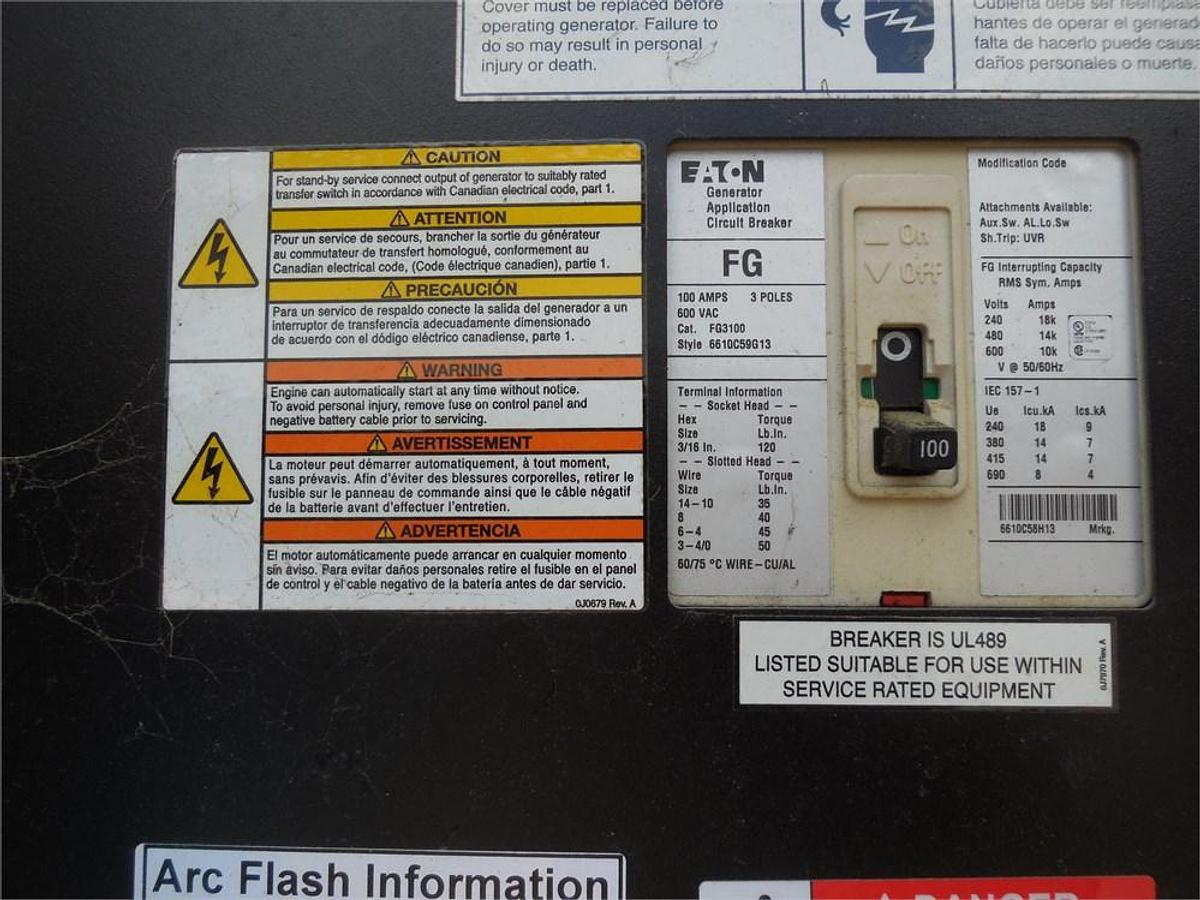 Cover must be replaced before
operating generator. Failure to
do so may result in personal
injury or death.
Cubierta debe ser reemplaza
hantes de operar el generad
falta de hacerlo puede causa
daños personales o muerte.
CAUTION
For stand-by service connect output of generator to suitably rated
transfer switch in accordance with Canadian electrical code, part 1.
ATTENTION
Pour un service de secours, brancher la sortie du générateur
au commutateur de transfert homologué, conformement au
Canadian electrical code, (Code électrique canadien), partie 1.
PRECAUCIÓN
Para un servico de respaldo conecte la salida del generador a un
interruptor de transferencia adecuadamente dimensionado
de acuerdo con el dódigo eléctrico canadiense, parte 1.
WARNING
Engine can automatically start at any time without notice.
To avoid personal injury, remove fuse on control panel and
negative battery cable prior to servicing.
AVERTISSEMENT
La moteur peut démarrer automatiquement, à tout moment,
sans prévavis. Afin d'éviter des blessures corporelles, retirer le
fusible sur le panneau de commande ainsi que le câble négatif
de la batterie avant d'effectuer l'entretien.
ADVERTENCIA
El motor automáticamente puede arrancar en cualquier momento
sin aviso. Para evitar daños personales retire el fusible en el panel
de control y el cable negativo de la batería antes de dar servicio.
0J0679 Rev. A
EATON
Generator
Application
Circuit Breaker
FG
100 AMPS 3 POLES
600 VAC
Cat. FG3100
Style 6610C59G13
Terminal Information
-- Socket Head --
Hex Torque
Size Lb.In.
3/16 In. 120
-- Slotted Head --
Wire Torque
Size Lb.In.
14-10 35
8 40
6-4 45
3-4/0 50
60/75 °C WIRE-CU/AL
On
Off
O
100
Modification Code
Attachments Available:
Aux.Sw. AL.Lo.Sw
Sh.Trip: UVR
FG Interrupting Capacity
RMS Sym. Amps
Volts Amps
240 18k
480 14k
600 10k
V @ 50/60Hz
IEC 157-1
Ue Icu.kA Ics.kA
240 18 9
380 14 7
415 14 7
690 8 4
6610C58H13 Mrkg.
BREAKER IS UL489
LISTED SUITABLE FOR USE WITHIN
SERVICE RATED EQUIPMENT
0J7970 Rev. A
Arc Flash Information
DANGER